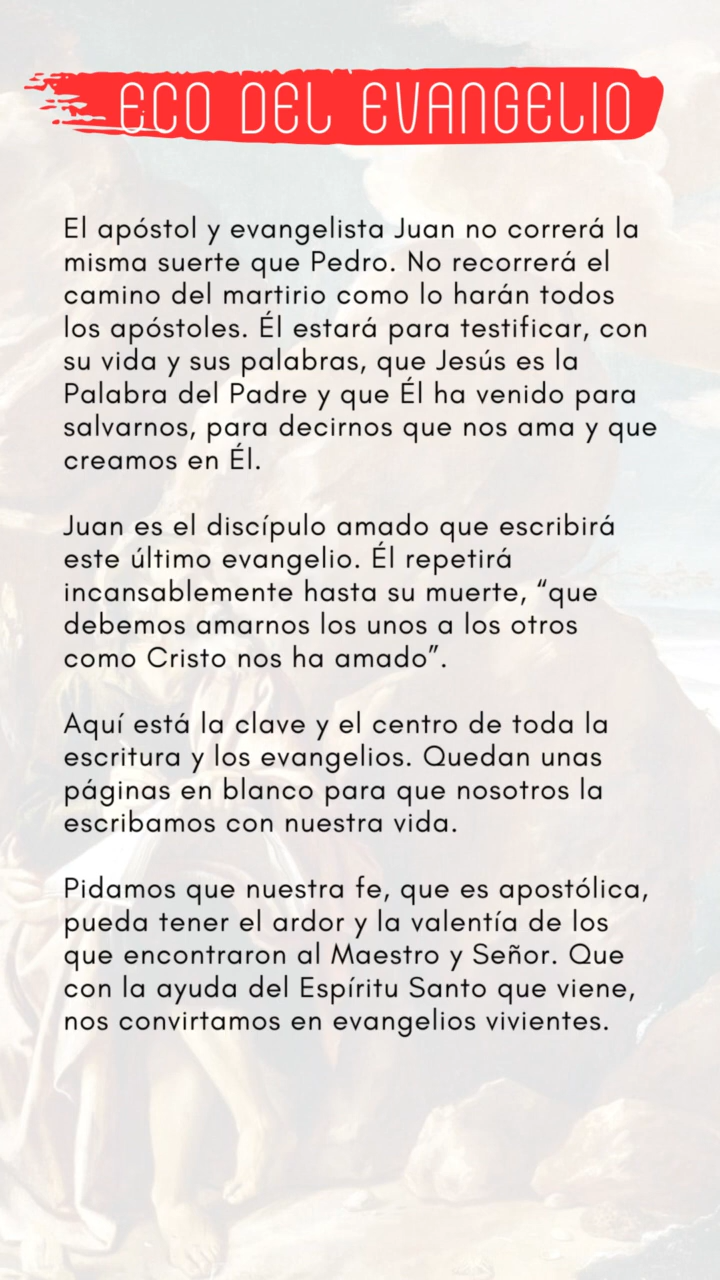 ECO DEL EVANGELIO
El apóstol y evangelista Juan no correrá la
misma suerte que Pedro. No recorrerá el
camino del martirio como lo harán todos
los apóstoles. Él estará para testificar, con
su vida y sus palabras, que Jesús es la
Palabra del Padre y que Él ha venido para
salvarnos, para decirnos que nos ama y que
creamos en Él.
Juan es el discípulo amado que escribirá
este último evangelio. Él repetirá
incansablemente hasta su muerte, “que
debemos amarnos los unos a los otros
como Cristo nos ha amado”.
Aquí está la clave y el centro de toda la
escritura y los evangelios. Quedan unas
páginas en blanco para que nosotros la
escribamos con nuestra vida.
Pidamos que nuestra fe, que es apostólica,
pueda tener el ardor y la valentía de los
que encontraron al Maestro y Señor. Que
con la ayuda del Espíritu Santo que viene,
nos convirtamos en evangelios vivientes.